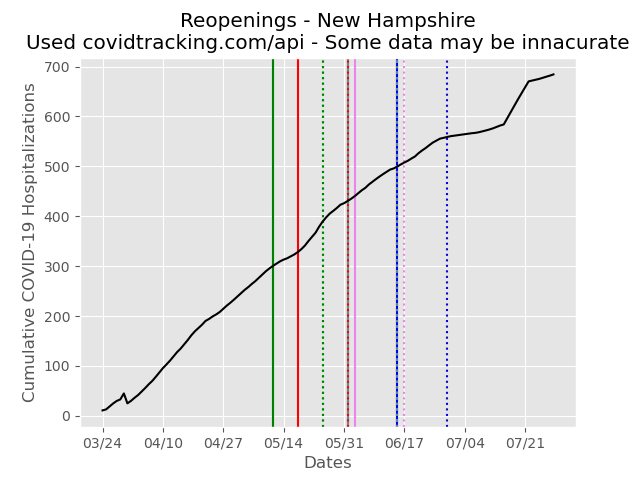 Reopenings - New Hampshire
Used covidtracking.com/api - Some data may be innacurate
Cumulative COVID-19 Hospitalizations
700
600
500
400
300
200
100
0
03/24 04/10 04/27 05/14 05/31 06/17 07/04 07/21
Dates